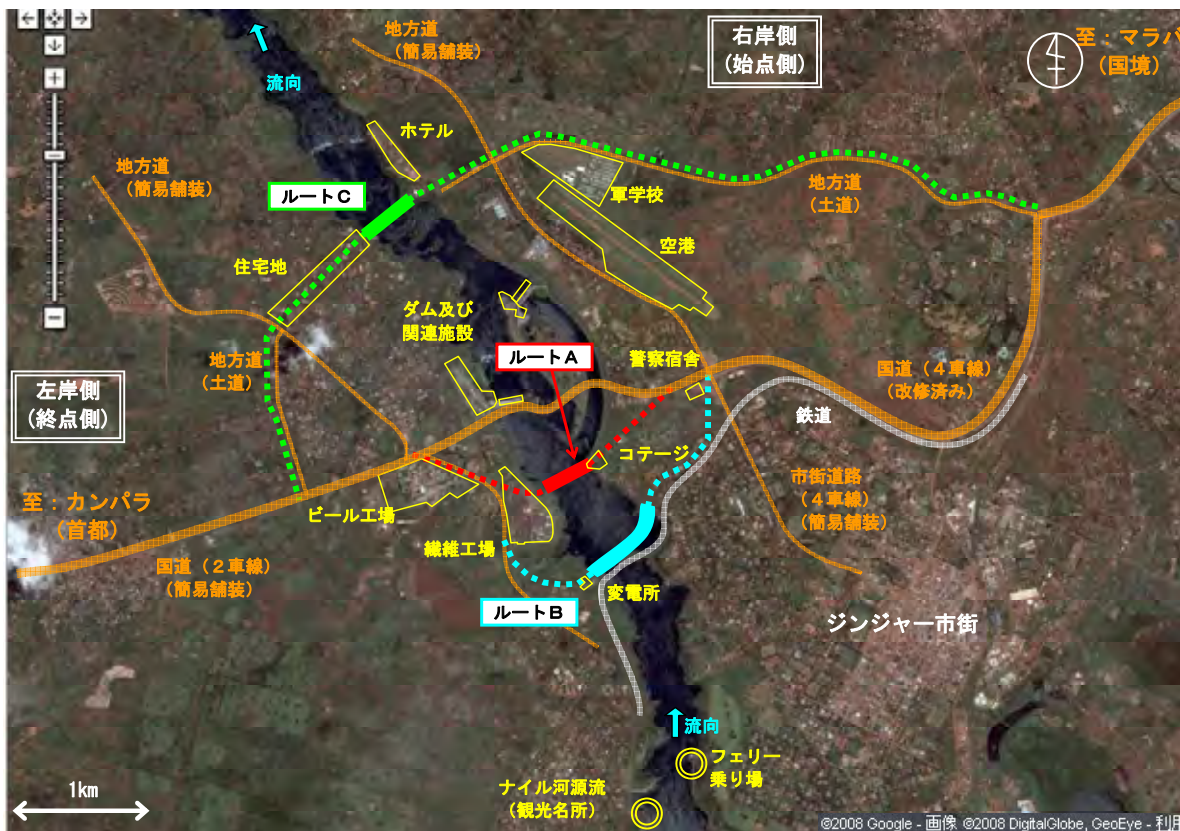 地方道
(簡易舗装)
右岸側
(始点側)
至：マラバ
(国境)
流向
ホテル
地方道
(簡易舗装)
ルートC
軍学校
地方道
(土道)
空港
住宅地
ダム及び
関連施設
ルートA
警察宿舎
地方道
(土道)
国道（4車線）
(改修済み)
左岸側
(終点側)
鉄道
コテージ
市街道路
(4車線)
(簡易舗装)
至：カンパラ
(首都)
ビール工場
繊維工場
国道（2車線）
(簡易舗装)
変電所
ルートB
ジンジャー市街
流向
フェリー
乗り場
ナイル河源流
(観光名所)
1km
©2008 Google - 画像 ©2008 DigitalGlobe, GeoEye - 利用